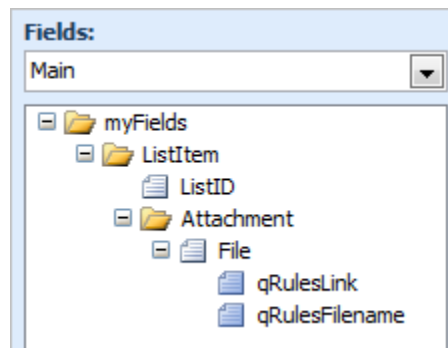 Fields:
Main
myFields
ListItem
ListID
Attachment
File
qRulesLink
qRulesFilename